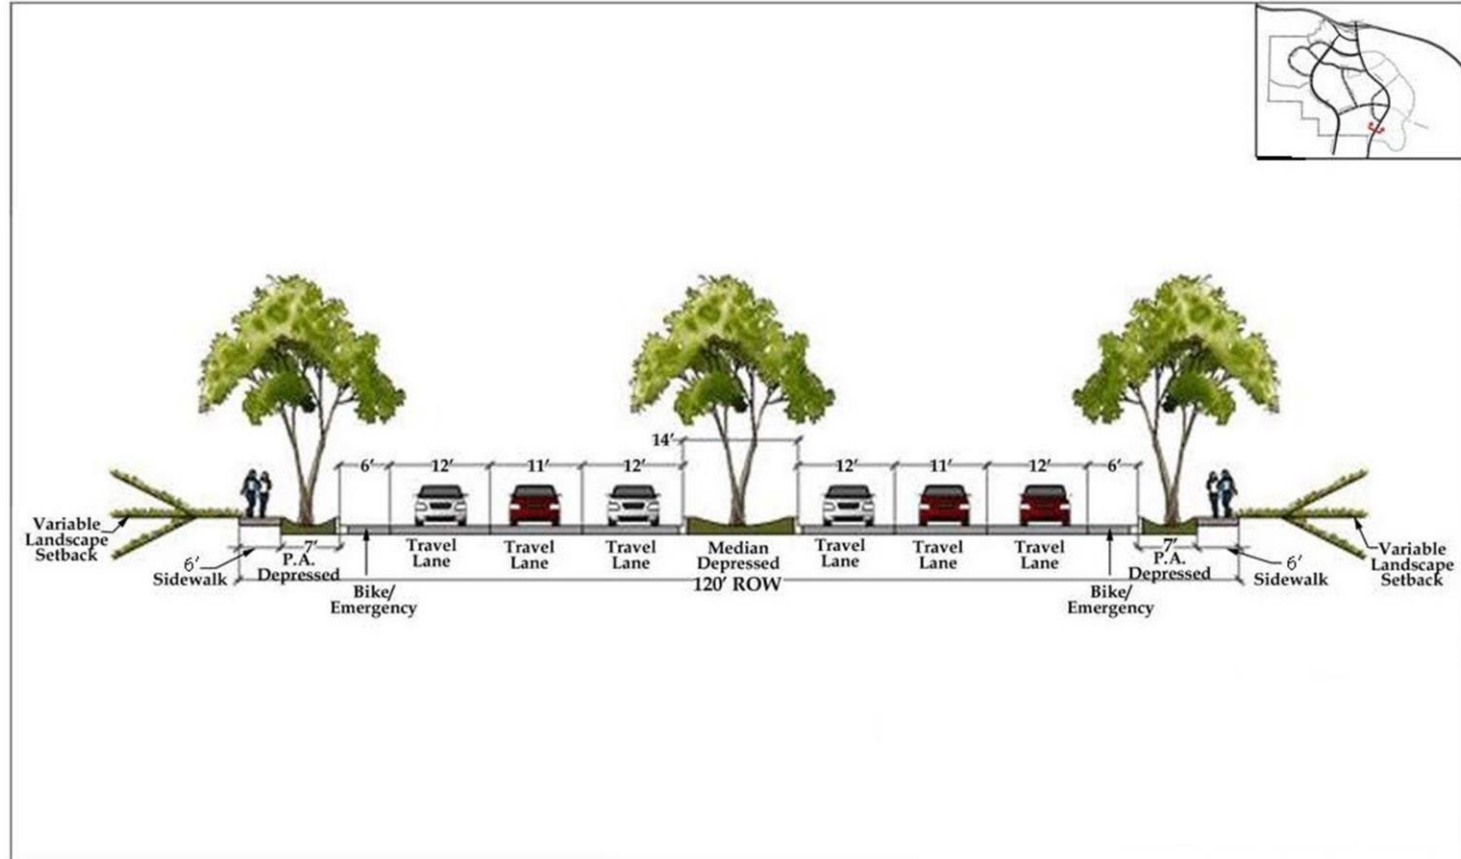 14′
6′ 12′ 11′ 12′ 12′ 11′ 12′ 6′
Variable
Landscape
Setback
6′
Sidewalk
7′
P.A.
Depressed
Bike/
Emergency
Travel
Lane
Travel
Lane
Travel
Lane
Median
Depressed
120′ ROW
Travel
Lane
Travel
Lane
Travel
Lane
Bike/
Emergency
7′
P.A.
Depressed
6′
Sidewalk
Variable
Landscape
Setback